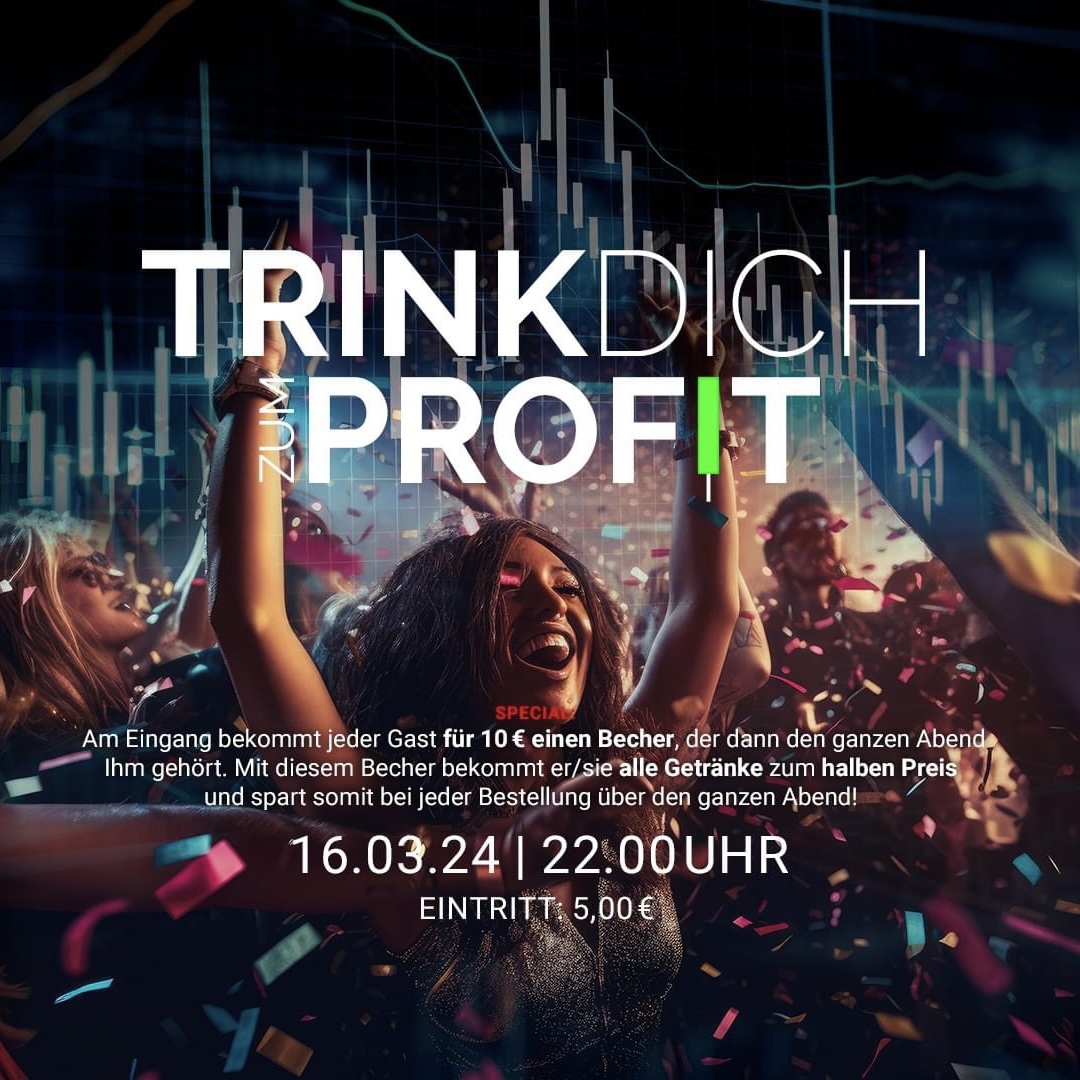 TRINKDICH
ZUM PROFIT
SPECIAL:
Am Eingang bekommt jeder Gast für 10 € einen Becher, der dann den ganzen Abend
Ihm gehört. Mit diesem Becher bekommt er/sie alle Getränke zum halben Preis
und spart somit bei jeder Bestellung über den ganzen Abend!
16.03.24 | 22.00 UHR
EINTRITT: 5,00 €